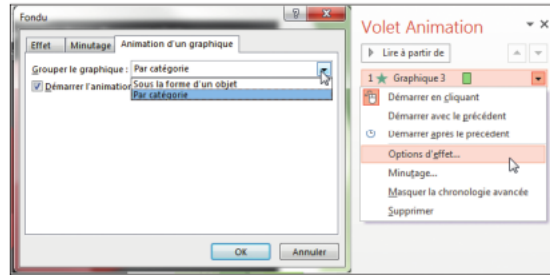 Fondu
Effet Minutage Animation d'un graphique
Grouper le graphique : Par catégorie
Démarrer l'animation Sous la forme d'un objet
Par catégorie
OK Annuler
Volet Animation
Lire à partir de
1 Graphique 3
Démarrer en cliquant
Démarrer avec le précédent
Démarrer après le précédent
Options d'effet...
Minutage...
Masquer la chronologie avancée
Supprimer